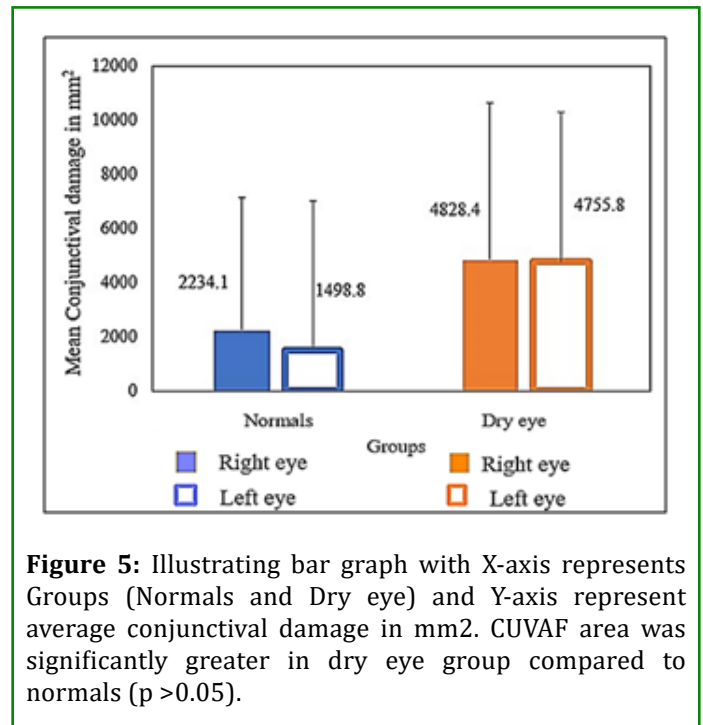 12000
10000
8000
6000
4000
2000
0
Mean Conjunctival damage in mm²
2234.1
1498.8
4828.4
4755.8
Normals
Dry eye
Groups
Right eye
Right eye
Left eye
Left eye
Figure 5: Illustrating bar graph with X-axis represents
Groups (Normals and Dry eye) and Y-axis represent
average conjunctival damage in mm2. CUVAF area was
significantly greater in dry eye group compared to
normals (p >0.05).